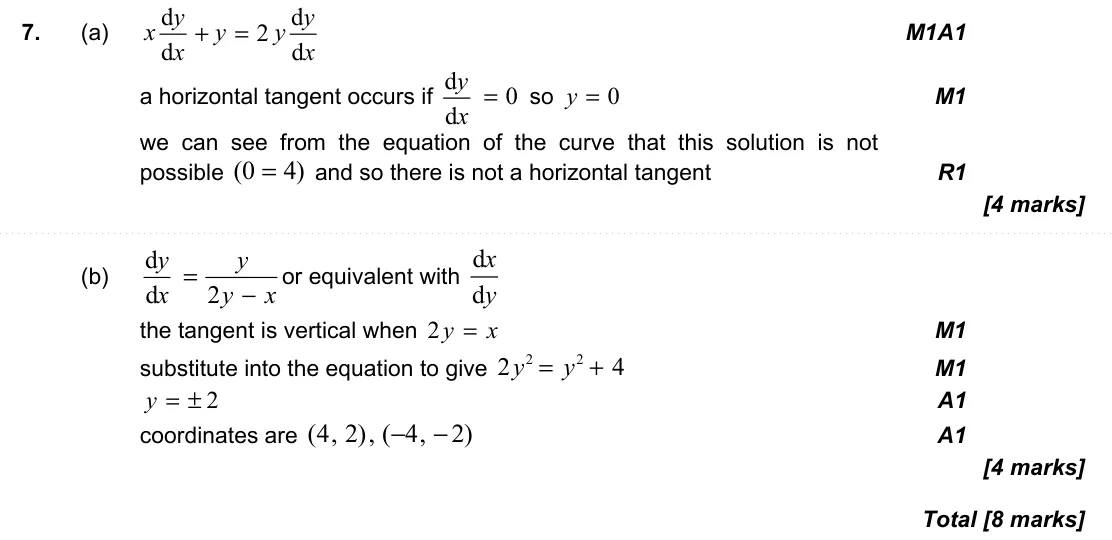 7. (a) x dy/dx + y = 2y dy/dx M1A1
a horizontal tangent occurs if dy/dx = 0 so y = 0 M1
we can see from the equation of the curve that this solution is not
possible (0 = 4) and so there is not a horizontal tangent R1
[4 marks]
(b) dy/dx = y/(2y − x) or equivalent with dx/dy
the tangent is vertical when 2y = x M1
substitute into the equation to give 2y² = y² + 4 M1
y = ±2 A1
coordinates are (4, 2), (−4, −2) A1
[4 marks]
Total [8 marks]